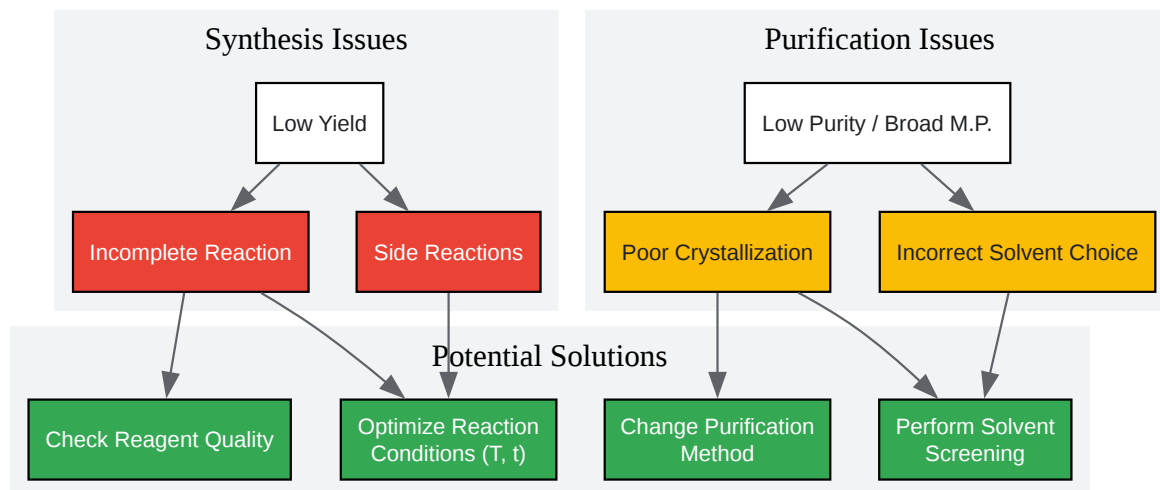 Synthesis Issues
Purification Issues
Low Yield
Low Purity / Broad M.P.
Incomplete Reaction
Side Reactions
Poor Crystallization
Incorrect Solvent Choice
Potential Solutions
Check Reagent Quality
Optimize Reaction
Conditions (T, t)
Change Purification
Method
Perform Solvent
Screening